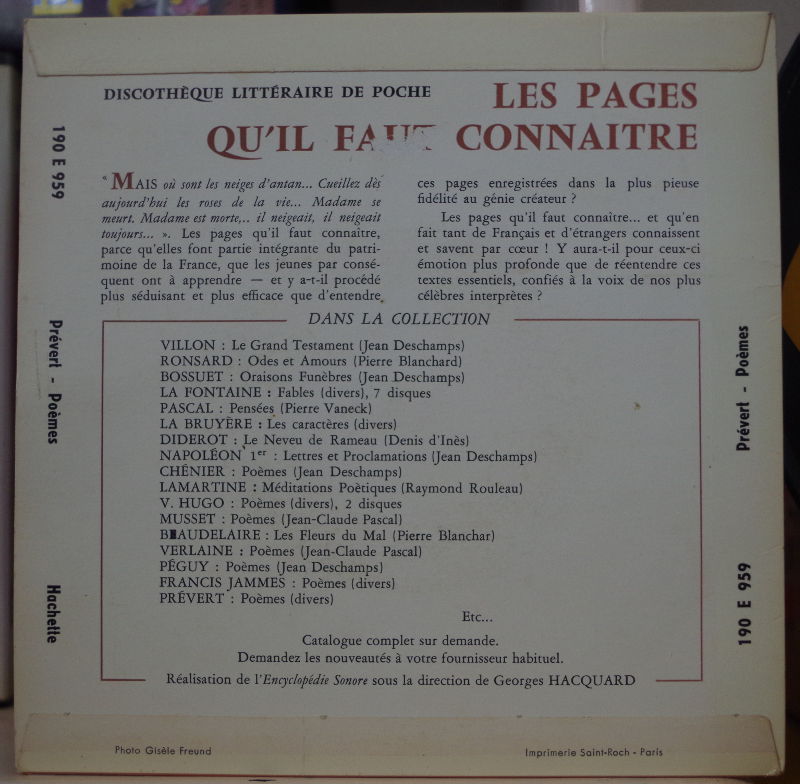 DISCOTHÈQUE LITTÉRAIRE DE POCHE
LES PAGES
QU'IL FAUT CONNAITRE
“ MAIS où sont les neiges d'antan... Cueillez dès
aujourd'hui les roses de la vie... Madame se
meurt. Madame est morte,.. il neigeait, il neigeait
toujours... ». Les pages qu'il faut connaître,
parce qu'elles font partie intégrante du patri-
moine de la France, que les jeunes par consé-
quent ont à apprendre — et y a-t-il procédé
plus séduisant et plus efficace que d'entendre
ces pages enregistrées dans la plus pieuse
fidélité au génie créateur ?
Les pages qu'il faut connaître... et qu'en
fait tant de Français et d'étrangers connaissent
et savent par cœur ! Y aura-t-il pour ceux-ci
émotion plus profonde que de réentendre ces
textes essentiels, confiés à la voix de nos plus
célèbres interprètes ?
DANS LA COLLECTION
VILLON : Le Grand Testament (Jean Deschamps)
RONSARD : Odes et Amours (Pierre Blanchard)
BOSSUET : Oraisons Funèbres (Jean Deschamps)
LA FONTAINE : Fables (divers), 7 disques
PASCAL : Pensées (Pierre Vaneck)
LA BRUYÈRE : Les caractères (divers)
DIDEROT : Le Neveu de Rameau (Denis d'Inès)
NAPOLÉON 1er : Lettres et Proclamations (Jean Deschamps)
CHÉNIER : Poèmes (Jean Deschamps)
LAMARTINE : Méditations Poètiques (Raymond Rouleau)
V. HUGO : Poèmes (divers), 2 disques
MUSSET : Poèmes (Jean-Claude Pascal)
BEAUDELAIRE : Les Fleurs du Mal (Pierre Blanchar)
VERLAINE : Poèmes (Jean-Claude Pascal)
PÉGUY : Poèmes (Jean Deschamps)
FRANCIS JAMMES : Poèmes (divers)
PRÉVERT : Poèmes (divers)
Etc...
Catalogue complet sur demande.
Demandez les nouveautés à votre fournisseur habituel.
Réalisation de l'Encyclopédie Sonore sous la direction de Georges HACQUARD
Photo Gisèle Freund
Imprimerie Saint-Roch - Paris
190 E 959
Prévert - Poèmes
Hachette
Prévert - Poèmes
190 E 959